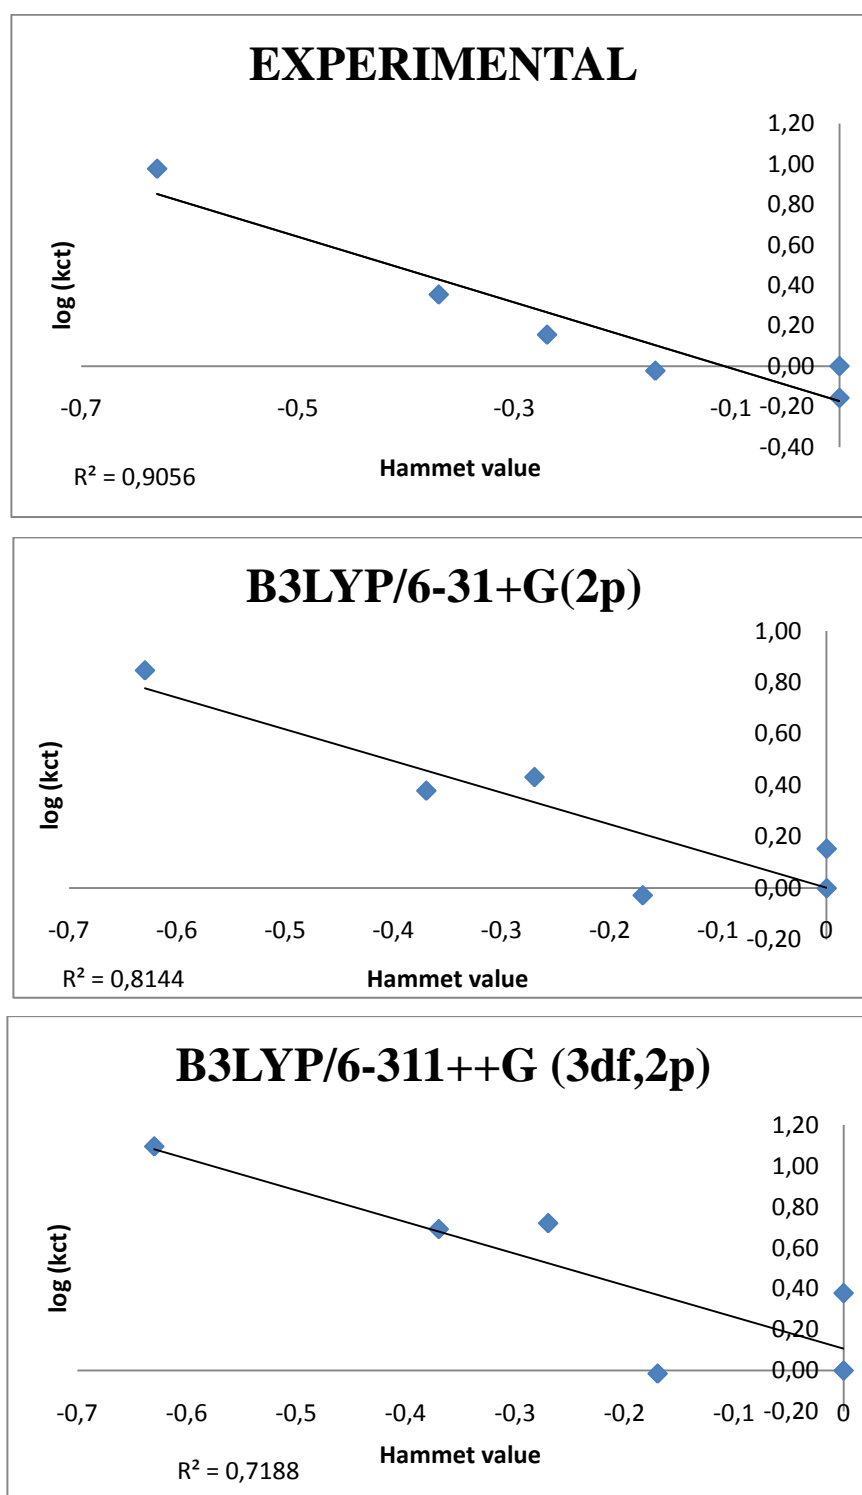 EXPERIMENTAL
1,20
1,00
0,80
0,60
0,40
0,20
0,00
-0,20
-0,40
log (kct)
-0,7 -0,5 -0,3 -0,1
Hammet value
R² = 0,9056
B3LYP/6-31+G(2p)
1,00
0,80
0,60
0,40
0,20
0,00
-0,20
log (kct)
-0,7 -0,6 -0,5 -0,4 -0,3 -0,2 -0,1 0
Hammet value
R² = 0,8144
B3LYP/6-311++G (3df,2p)
1,20
1,00
0,80
0,60
0,40
0,20
0,00
-0,20
log (kct)
-0,7 -0,6 -0,5 -0,4 -0,3 -0,2 -0,1 0
Hammet value
R² = 0,7188